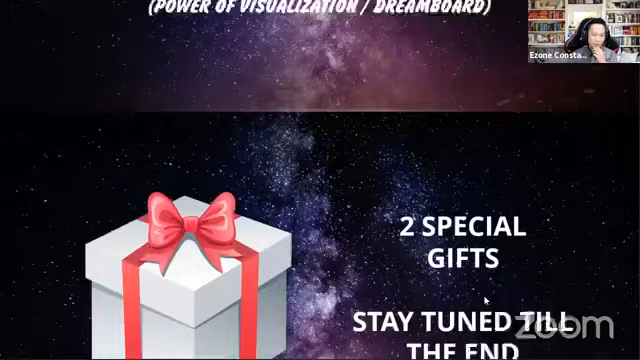 (POWER OF VISUALIZATION / DREAMBOARD)
Ezone Consta...
2 SPECIAL
GIFTS
STAY TUNED TILL
THE END
zoom